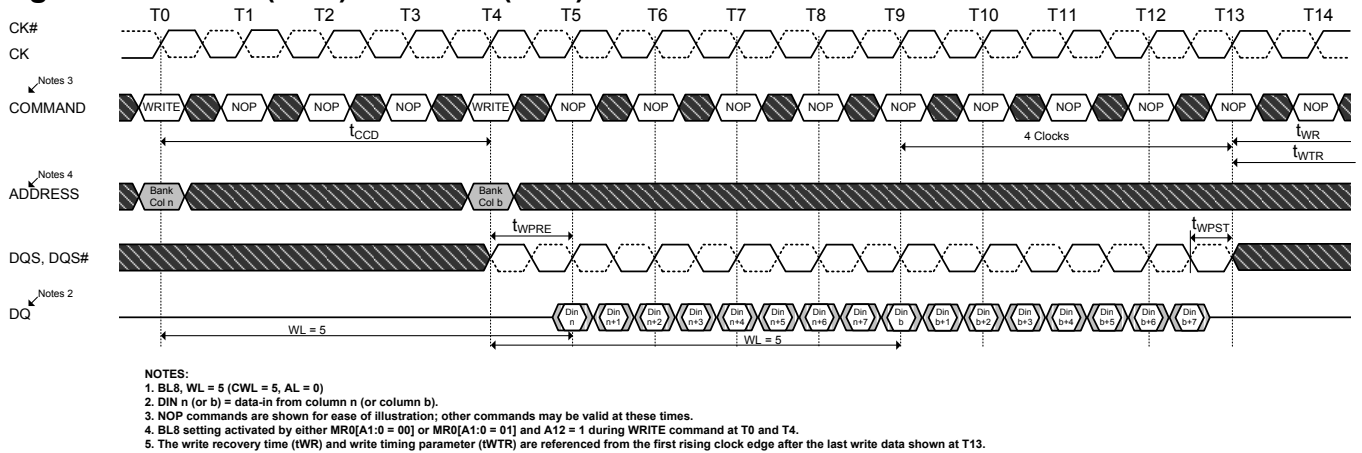 T0 T1 T2 T3 T4 T5 T6 T7 T8 T9 T10 T11 T12 T13 T14
CK#
CK
Notes 3
COMMAND
WRITE NOP NOP NOP WRITE NOP NOP NOP NOP NOP NOP NOP NOP NOP NOP
tCCD
4 Clocks
tWR
tWTR
Notes 4
ADDRESS
Bank Bank
Col n Col b
tWPRE
tWPST
DQS, DQS#
Notes 2
DQ
Din Din Din Din Din Din Din Din Din Din Din Din Din Din Din Din
n n+1 n+2 n+3 n+4 n+5 n+6 n+7 b b+1 b+2 b+3 b+4 b+5 b+6 b+7
WL = 5
WL = 5
NOTES:
1. BL8, WL = 5 (CWL = 5, AL = 0)
2. DIN n (or b) = data-in from column n (or column b).
3. NOP commands are shown for ease of illustration; other commands may be valid at these times.
4. BL8 setting activated by either MR0[A1:0 = 00] or MR0[A1:0 = 01] and A12 = 1 during WRITE command at T0 and T4.
5. The write recovery time (tWR) and write timing parameter (tWTR) are referenced from the first rising clock edge after the last write data shown at T13.